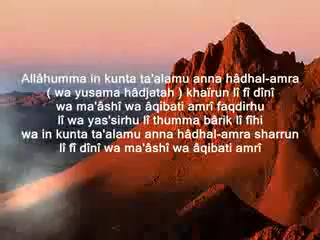 Allâhumma in kunta ta'alamu anna hâdhal-amra
( wa yusama hâdjatah ) khaïrun lî fî dînî
wa ma'âshî wa âqibati amrî faqdirhu
lî wa yas'sirhu lî thumma bârik lî fîhi
wa in kunta ta'alamu anna hâdhal-amra sharrun
lî fî dînî wa ma'âshî wa âqibati amrî